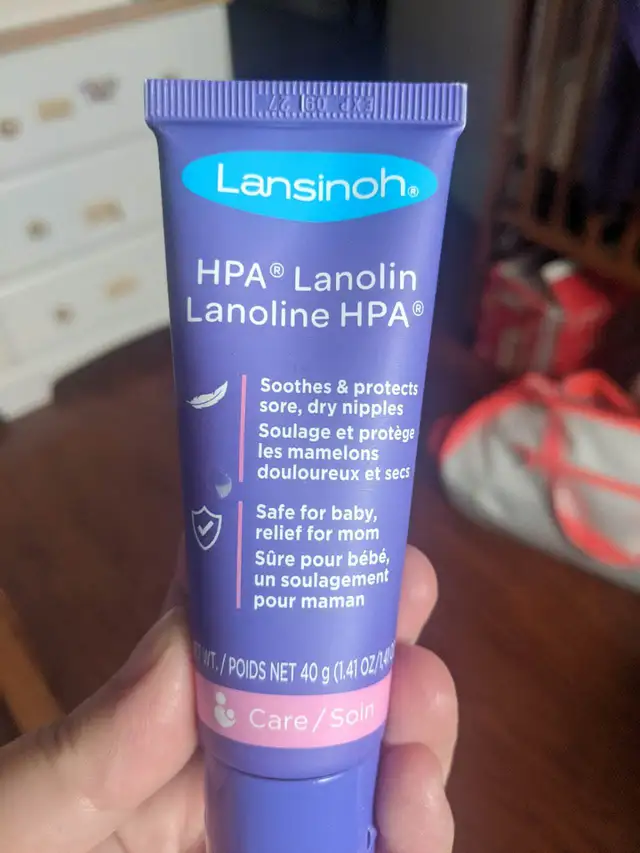 EXP 09 27
Lansinoh®
HPA® Lanolin
Lanoline HPA®
Soothes & protects
sore, dry nipples
Soulage et protège
les mamelons
douloureux et secs
Safe for baby,
relief for mom
Sûre pour bébé,
un soulagement
pour maman
WT./POIDS NET 40 g (1.41 OZ/
Care/Soin